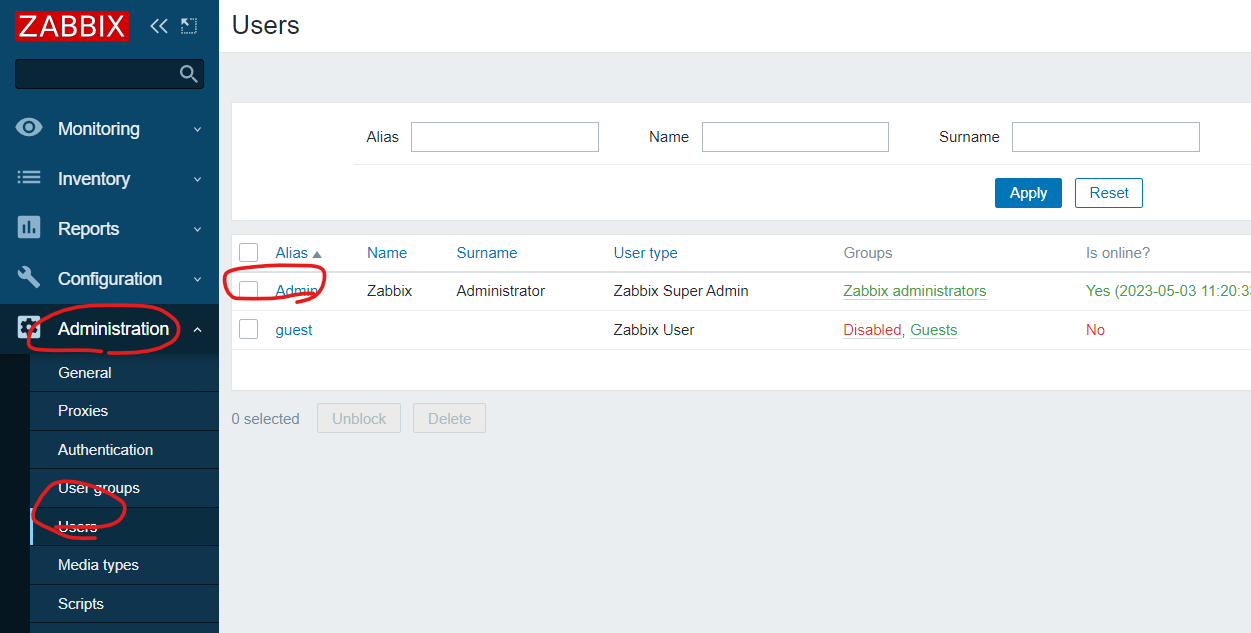 ZABBIX
Users
Monitoring
Inventory
Reports
Configuration
Administration
General
Proxies
Authentication
User groups
Users
Media types
Scripts
Alias Name Surname
Apply Reset
Alias Name Surname User type Groups Is online?
Admin Zabbix Administrator Zabbix Super Admin Zabbix administrators Yes (2023-05-03 11:20:33
guest Zabbix User Disabled, Guests No
0 selected Unblock Delete